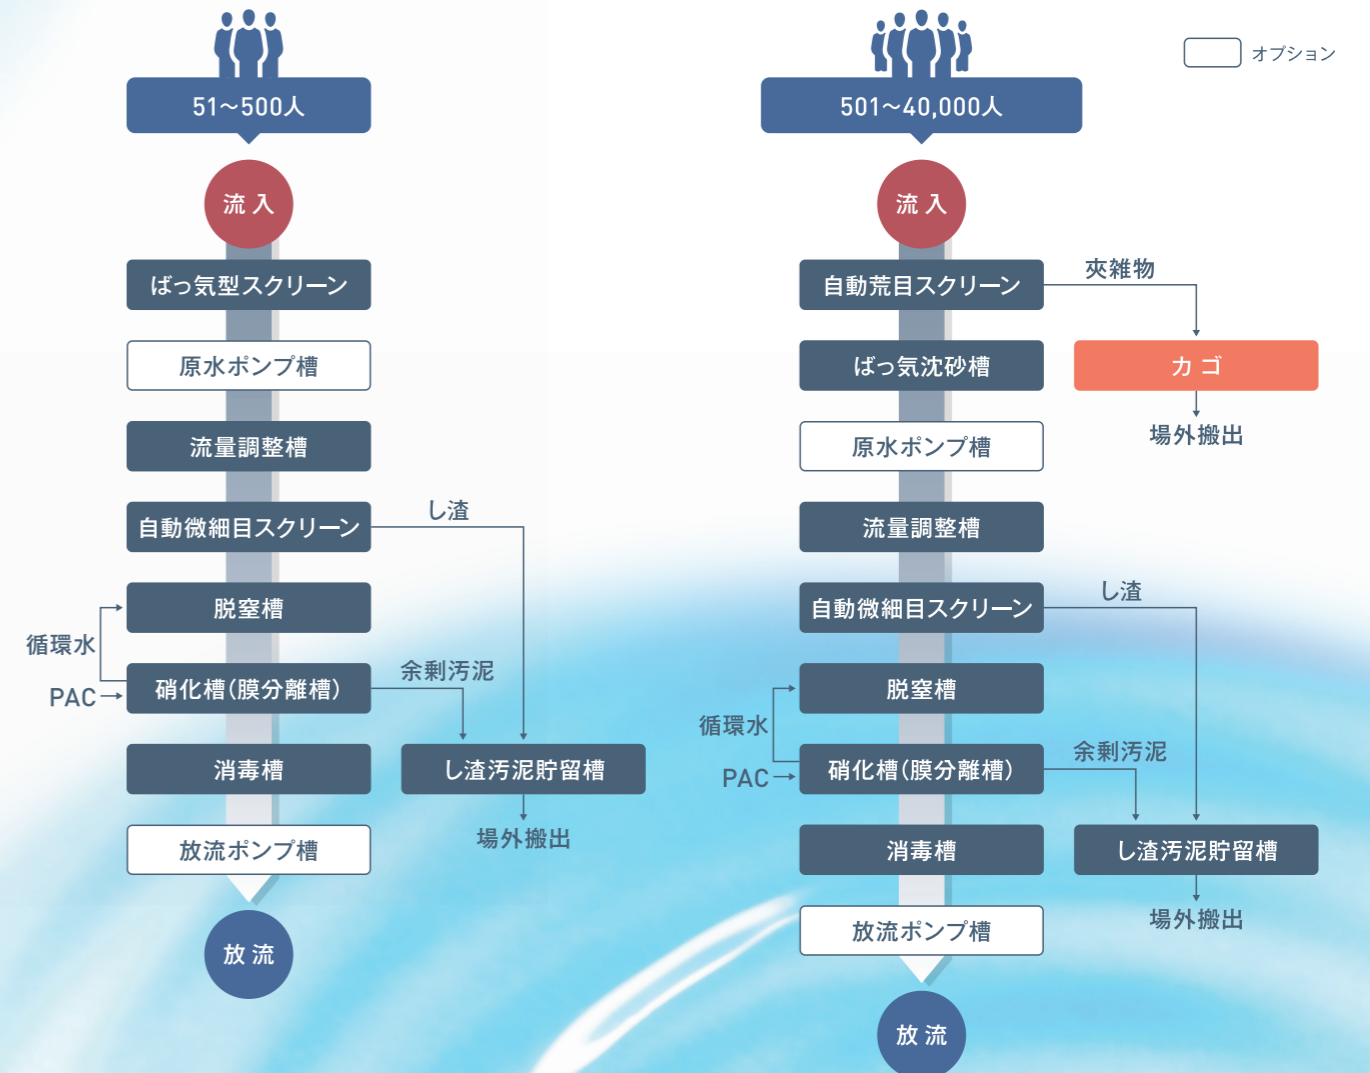 51〜500人
流入
ばっ気型スクリーン
原水ポンプ槽
流量調整槽
自動微細目スクリーン
し渣
脱窒槽
循環水
硝化槽(膜分離槽)
余剰汚泥
PAC
消毒槽
し渣汚泥貯留槽
場外搬出
放流ポンプ槽
放流
501〜40,000人
オプション
流入
自動荒目スクリーン
夾雑物
ばっ気沈砂槽
カゴ
場外搬出
原水ポンプ槽
流量調整槽
自動微細目スクリーン
し渣
脱窒槽
循環水
硝化槽(膜分離槽)
余剰汚泥
PAC
消毒槽
し渣汚泥貯留槽
場外搬出
放流ポンプ槽
放流